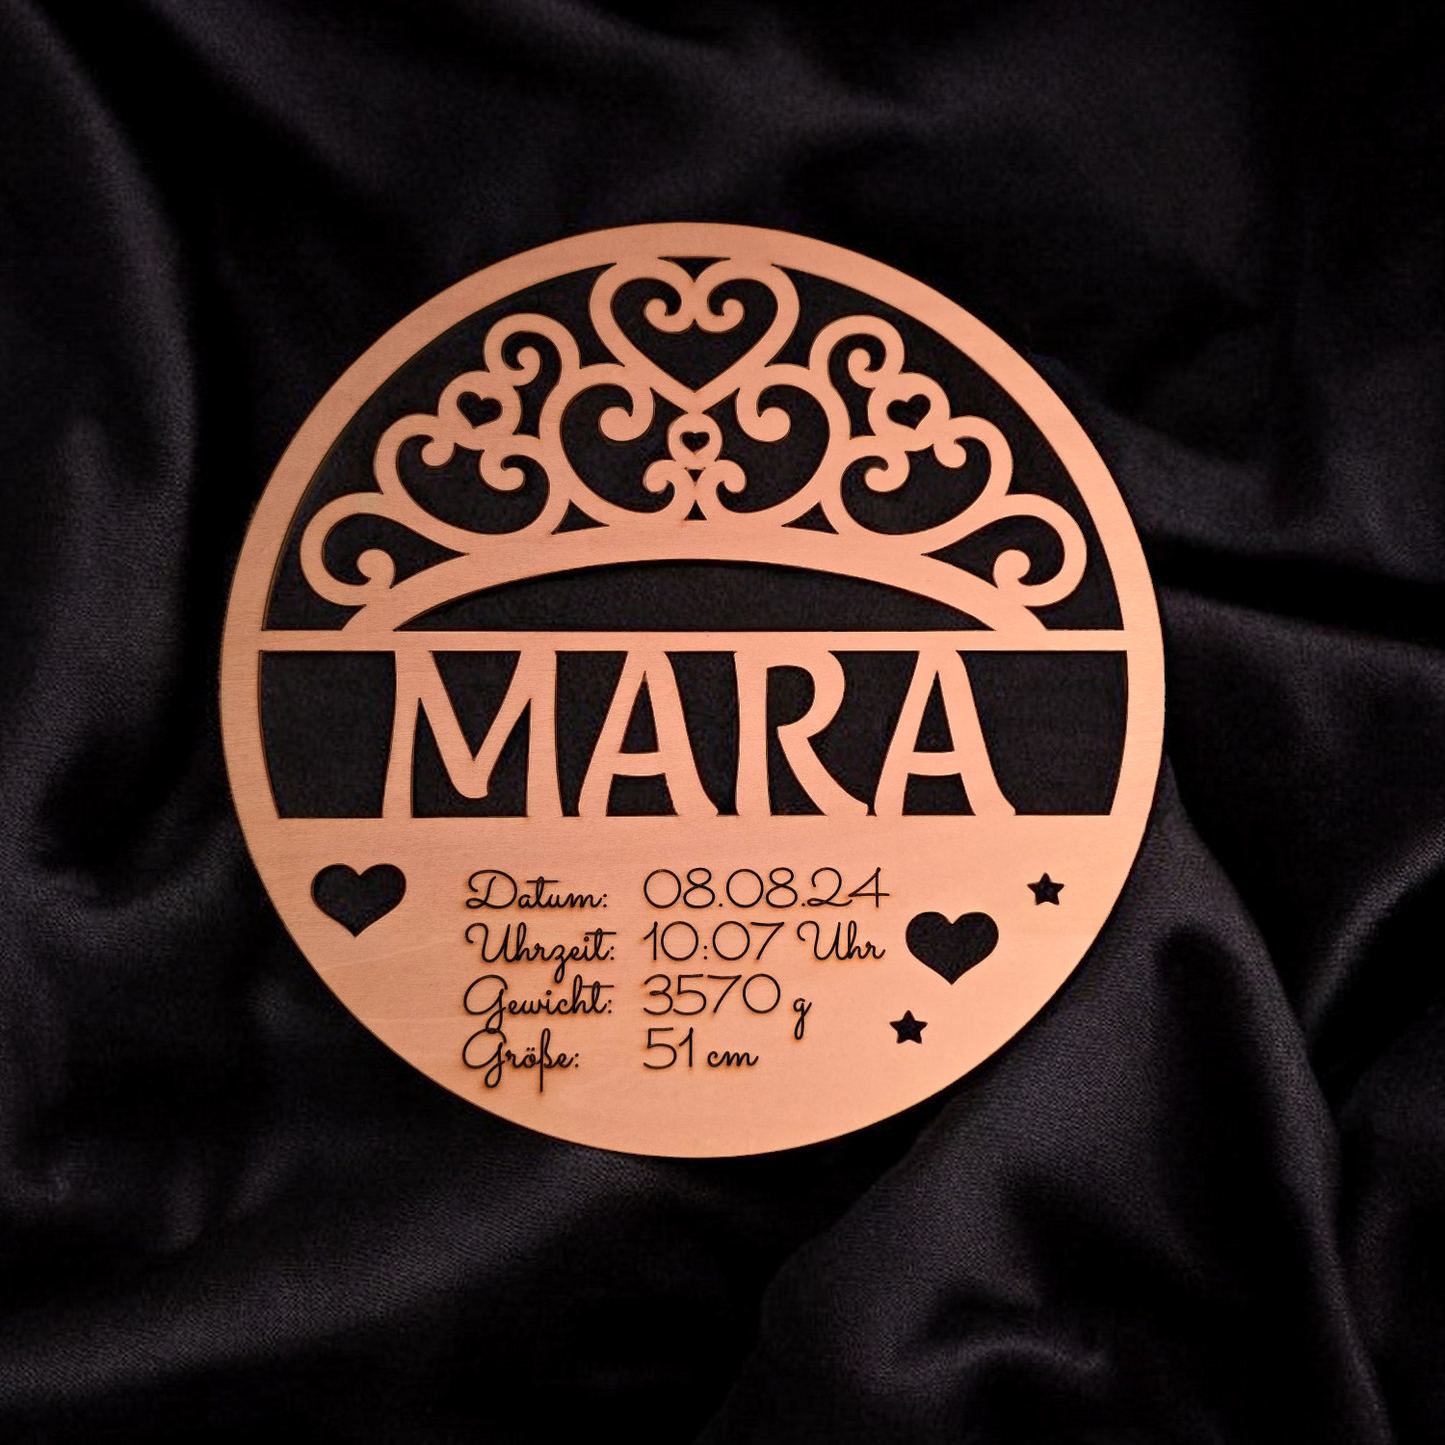 MARA
Datum: 08.08.24
Uhrzeit: 10:07 Uhr
Gewicht: 3570 g
Größe: 51 cm